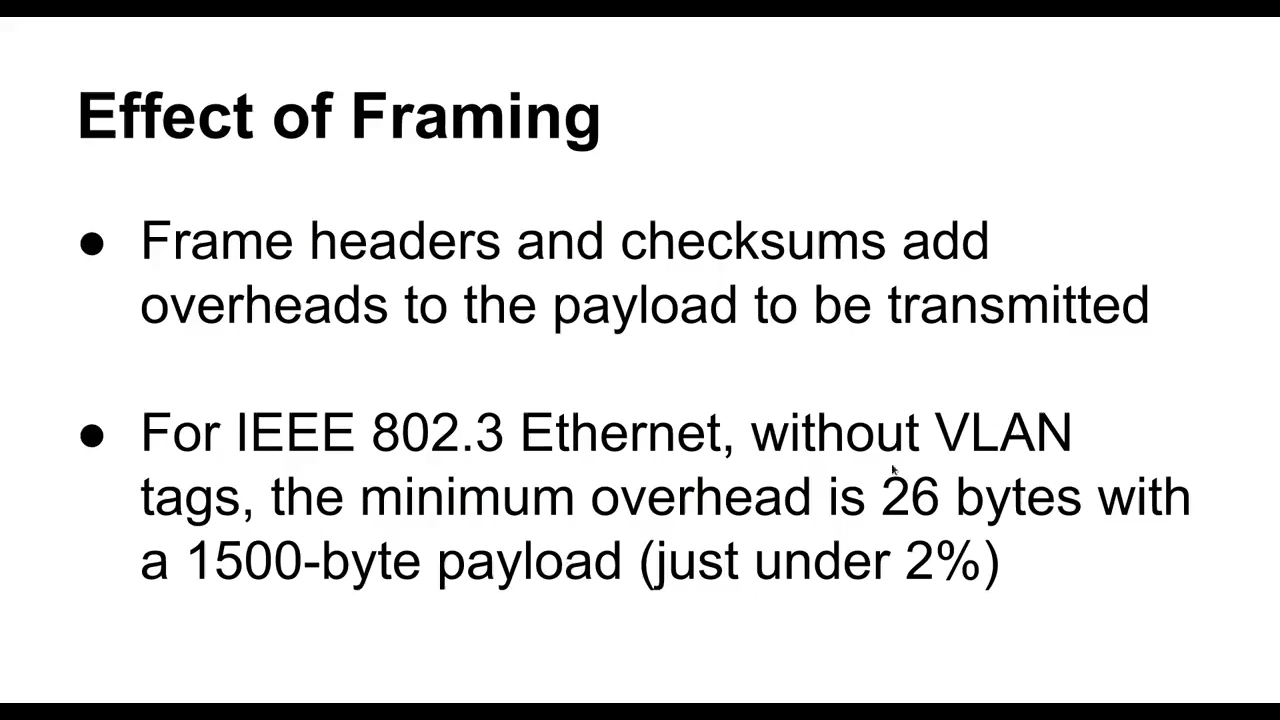 Effect of Framing
● Frame headers and checksums add
overheads to the payload to be transmitted
● For IEEE 802.3 Ethernet, without VLAN
tags, the minimum overhead is 26 bytes with
a 1500-byte payload (just under 2%)